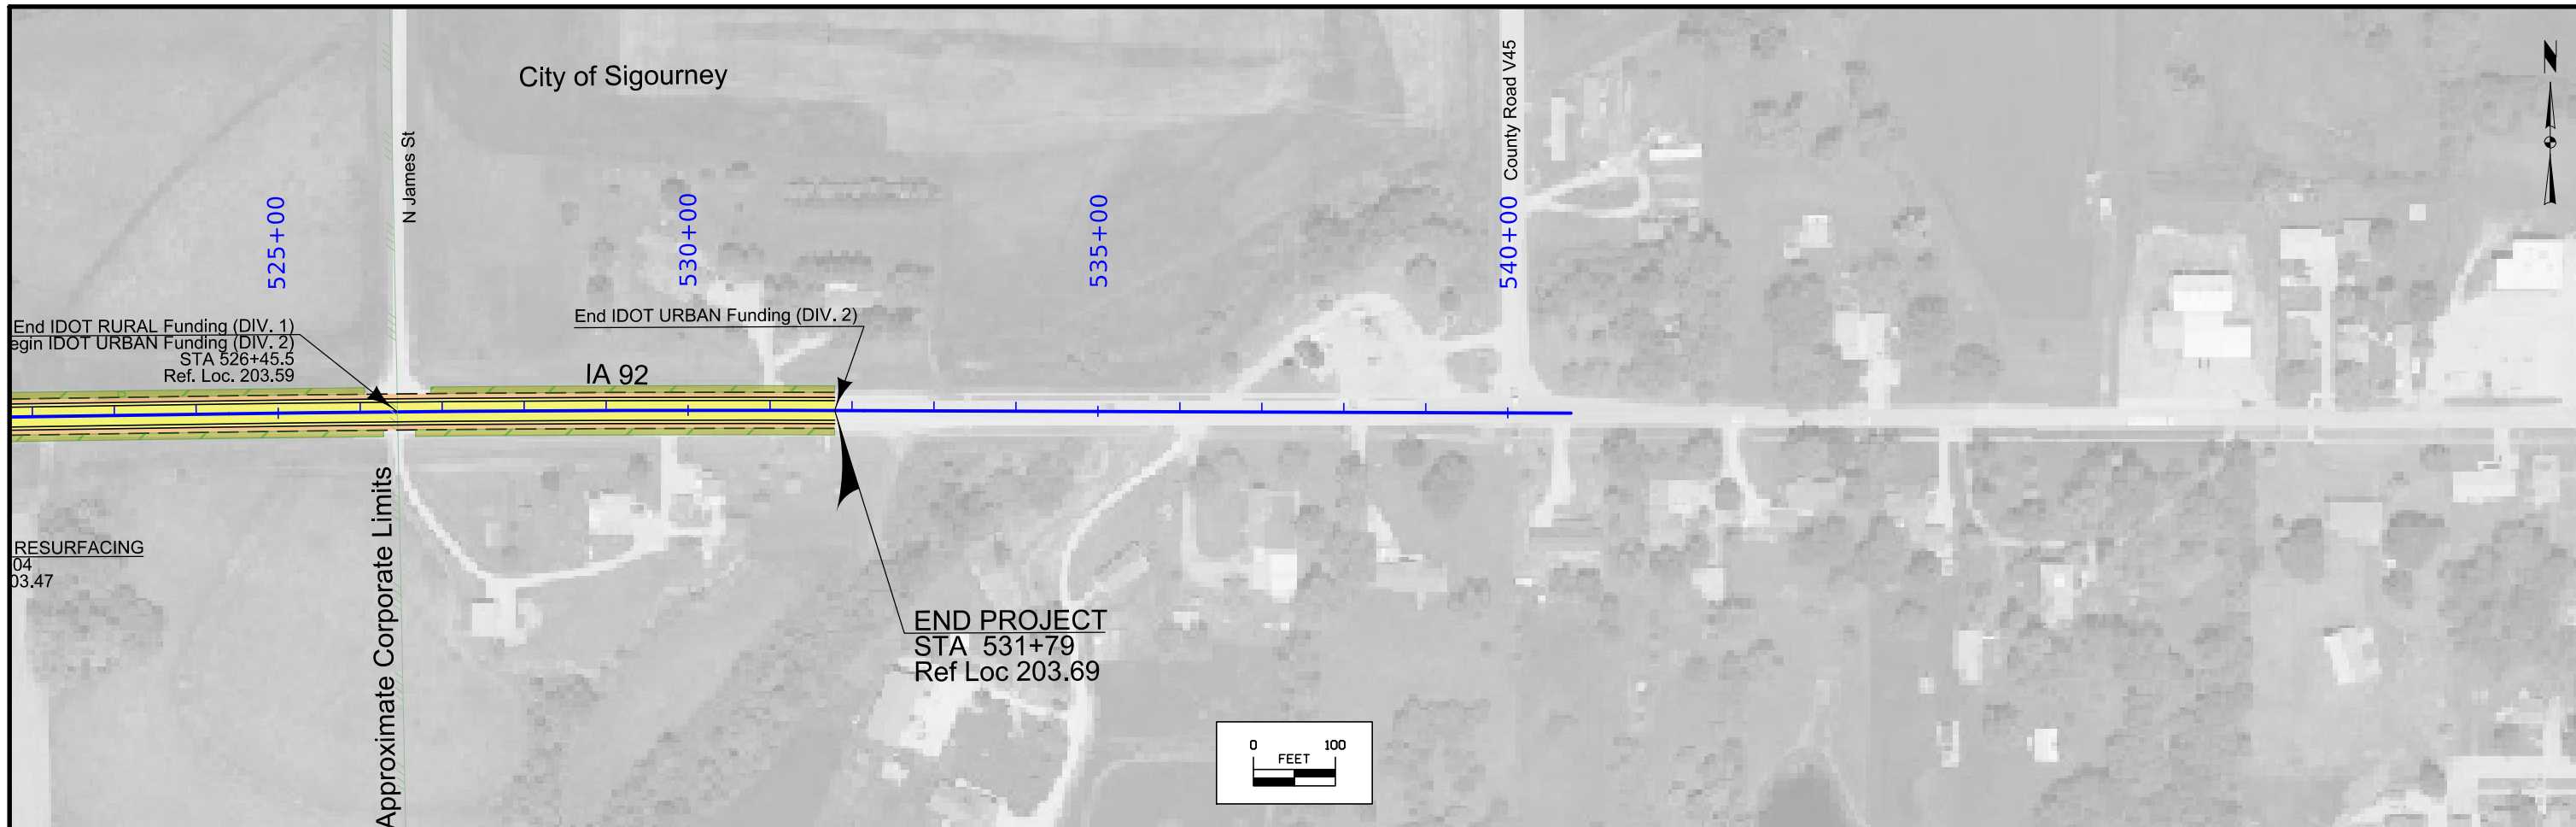 City of Sigourney
N
County Road V45
N James St
525+00
530+00
535+00
540+00
End IDOT RURAL Funding (DIV. 1)
egin IDOT URBAN Funding (DIV. 2)
STA 526+45.5
Ref. Loc. 203.59
End IDOT URBAN Funding (DIV. 2)
IA 92
Approximate Corporate Limits
RESURFACING
04
03.47
END PROJECT
STA 531+79
Ref Loc 203.69
0 100
FEET